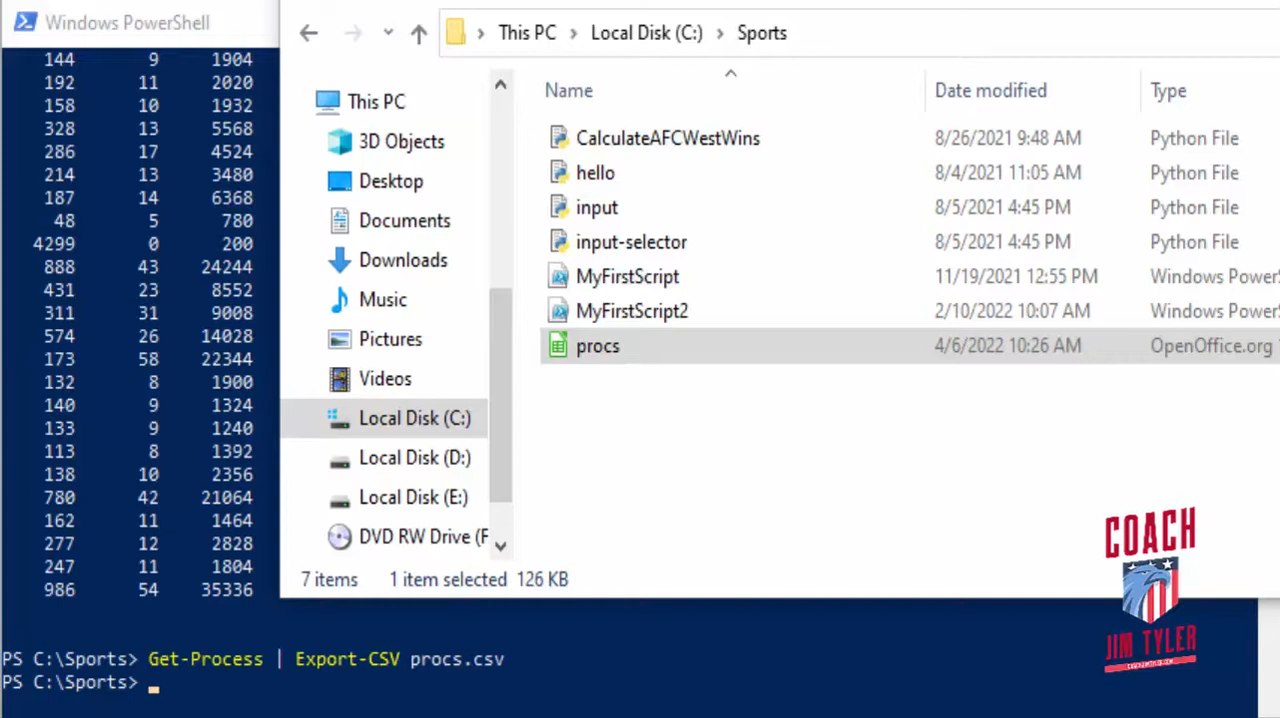 Windows PowerShell
144 9 1904
192 11 2020
158 10 1932
328 13 5568
286 17 4524
214 13 3480
187 14 6368
48 5 780
4299 0 200
888 43 24244
431 23 8552
311 31 9008
574 26 14028
173 58 22344
132 8 1900
140 9 1324
133 9 1240
113 8 1392
138 10 2356
780 42 21064
162 11 1464
277 12 2828
247 11 1804
986 54 35336
PS C:\Sports> Get-Process | Export-CSV procs.csv
PS C:\Sports>
This PC > Local Disk (C:) > Sports
This PC
3D Objects
Desktop
Documents
Downloads
Music
Pictures
Videos
Local Disk (C:)
Local Disk (D:)
Local Disk (E:)
DVD RW Drive (F
Name Date modified Type
CalculateAFCWestWins 8/26/2021 9:48 AM Python File
hello 8/4/2021 11:05 AM Python File
input 8/5/2021 4:45 PM Python File
input-selector 8/5/2021 4:45 PM Python File
MyFirstScript 11/19/2021 12:55 PM Windows PowerS
MyFirstScript2 2/10/2022 10:07 AM Windows PowerS
procs 4/6/2022 10:26 AM OpenOffice.org
7 items 1 item selected 126 KB
COACH
JIM TYLER